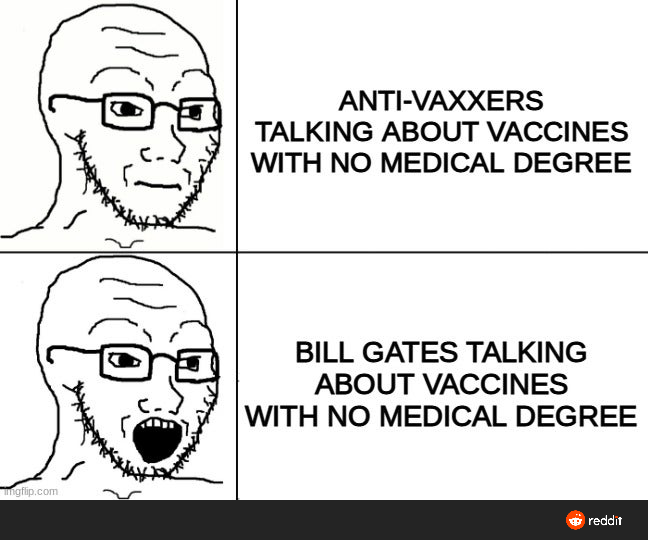 ANTI-VAXXERS
TALKING ABOUT VACCINES
WITH NO MEDICAL DEGREE
BILL GATES TALKING
ABOUT VACCINES
WITH NO MEDICAL DEGREE
imgflip.com
reddit